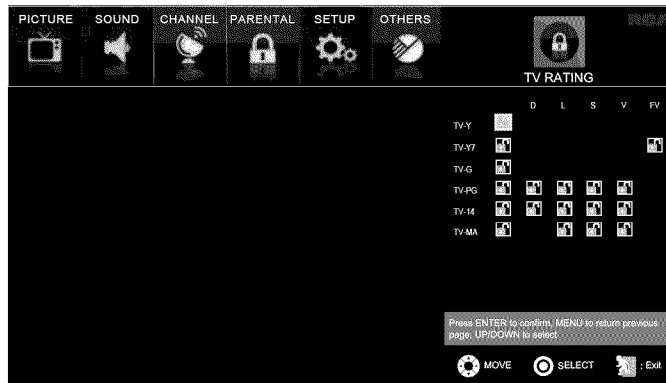 PICTURE SOUND CHANNEL PARENTAL SETUP OTHERS
RCA
TV RATING
D L S V FV
TV-Y
TV-Y7
TV-G
TV-PG
TV-14
TV-MA
Press ENTER to confirm, MENU to return previous
page, UP/DOWN to select
MOVE SELECT : Exit